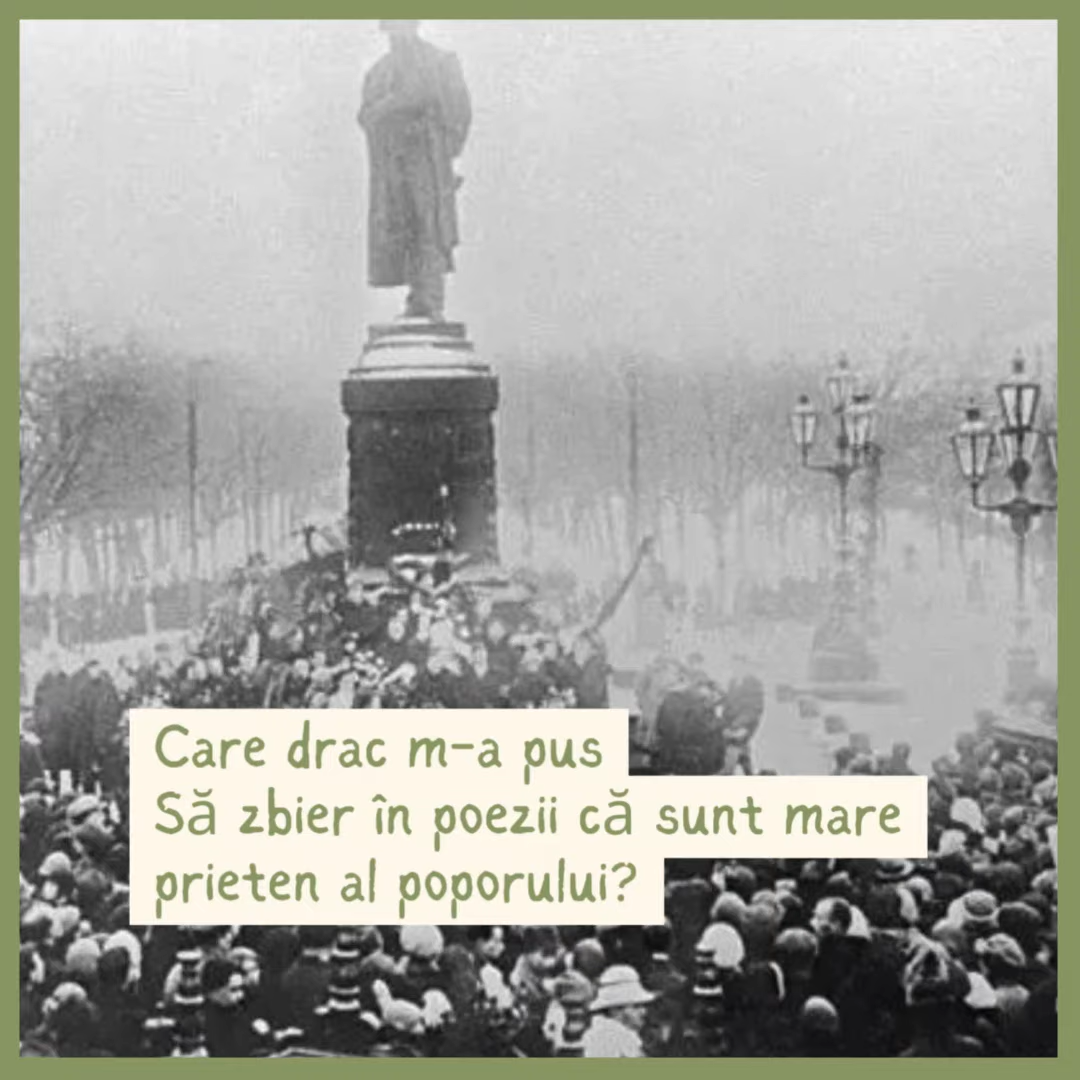 Care drac m-a pus
Să zbier în poezii că sunt mare
prieten al poporului?